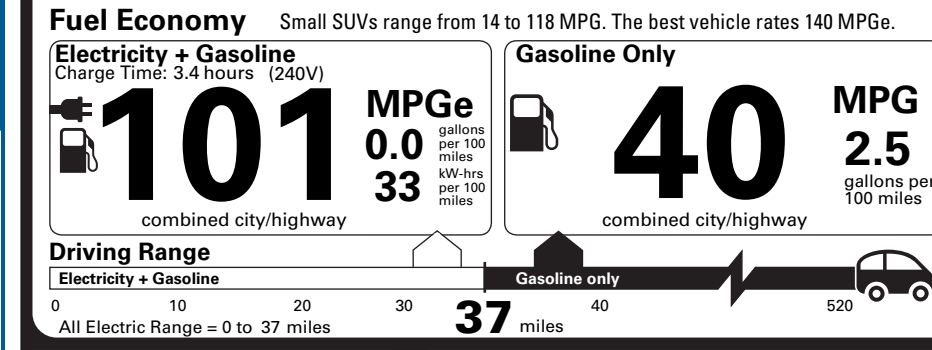 Fuel Economy Small SUVs range from 14 to 118 MPG. The best vehicle rates 140 MPGe.
Electricity + Gasoline
Charge Time: 3.4 hours (240V)
101
MPGe
0.0 gallons per 100 miles
33 kW-hrs per 100 miles
combined city/highway
Gasoline Only
40
MPG
2.5
gallons per
100 miles
combined city/highway
Driving Range
Electricity + Gasoline Gasoline only
0 10 20 30 40 520
37 miles
All Electric Range = 0 to 37 miles